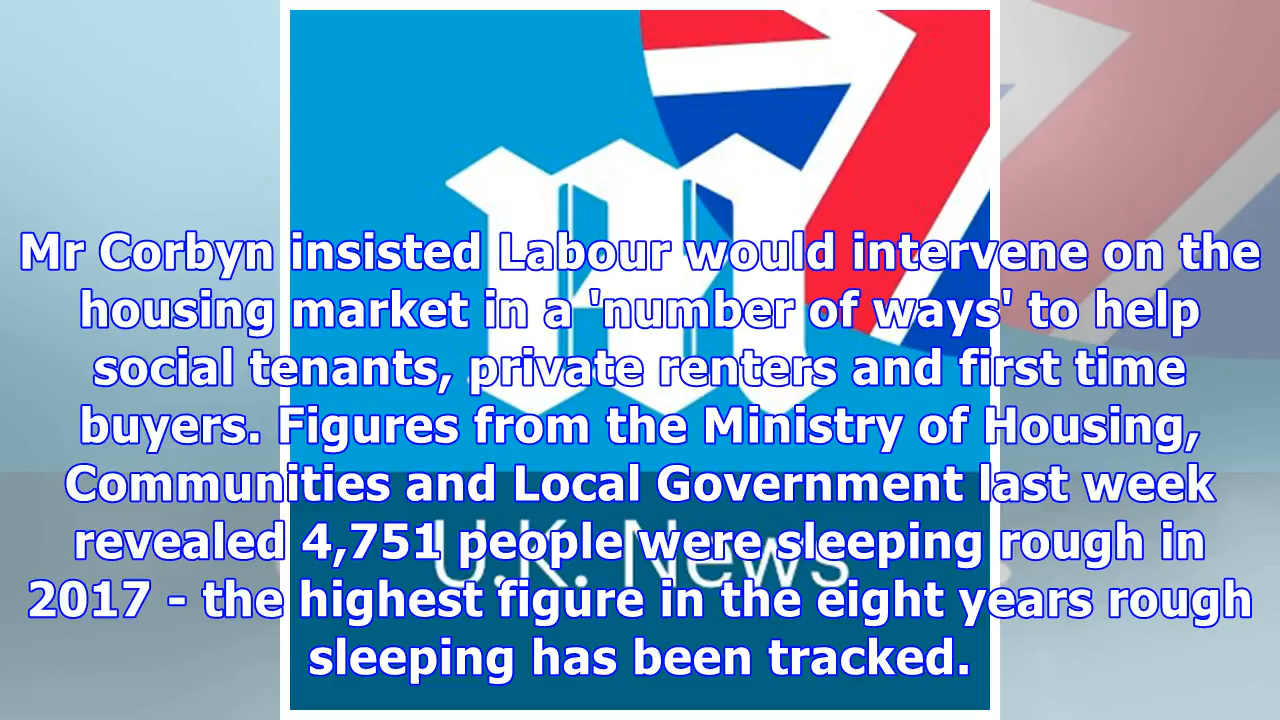 Mr Corbyn insisted Labour would intervene on the
housing market in a 'number of ways' to help
social tenants, private renters and first time
buyers. Figures from the Ministry of Housing,
Communities and Local Government last week
revealed 4,751 people were sleeping rough in
2017 - the highest figure in the eight years rough
sleeping has been tracked.
m
U.K. News